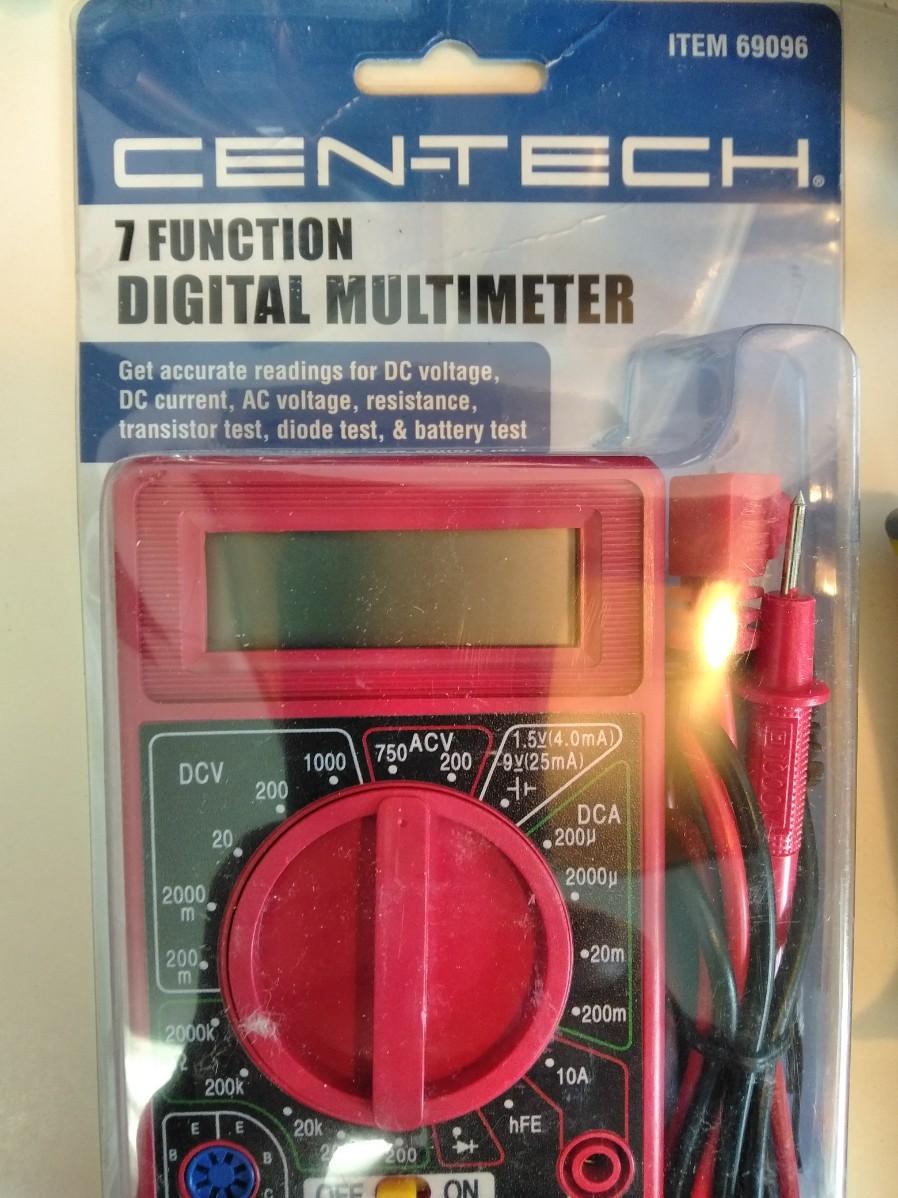 ITEM 69096
CEN-TECH®
7 FUNCTION
DIGITAL MULTIMETER
Get accurate readings for DC voltage,
DC current, AC voltage, resistance,
transistor test, diode test, & battery test
DCV
1000
200
20
2000
m
200
m
750 ACV
200
1.5V(4.0mA)
9V(25mA)
DCA
200µ
2000µ
20m
200m
10A
hFE
2000k
200k
20k
200
E E
B B
C
OFF ON